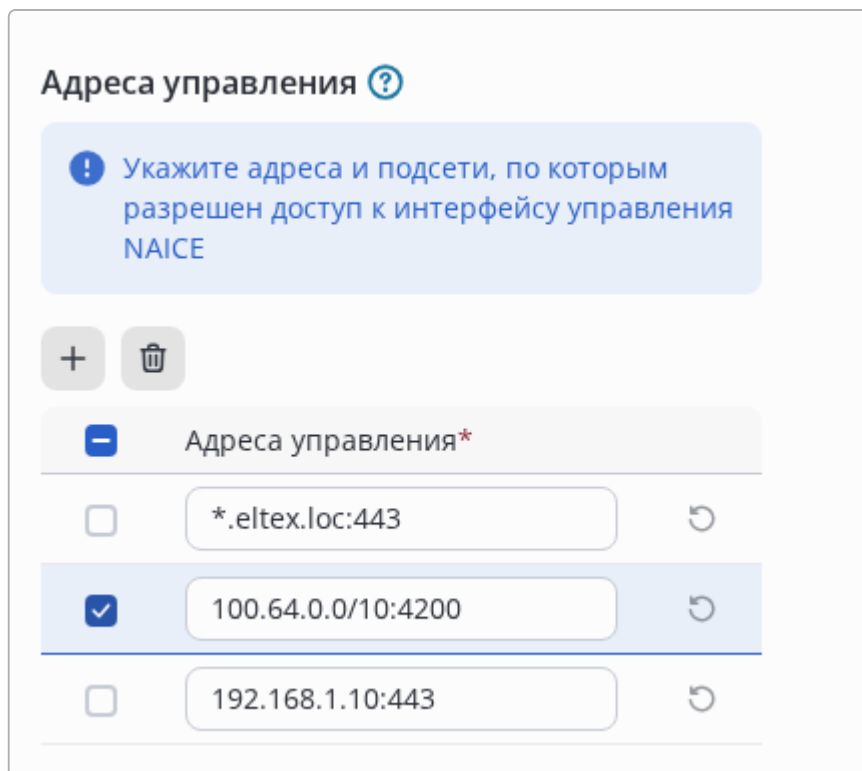 Адреса управления ?
! Укажите адреса и подсети, по которым
разрешен доступ к интерфейсу управления
NAICE
Адреса управления*
*.eltex.loc:443
100.64.0.0/10:4200
192.168.1.10:443